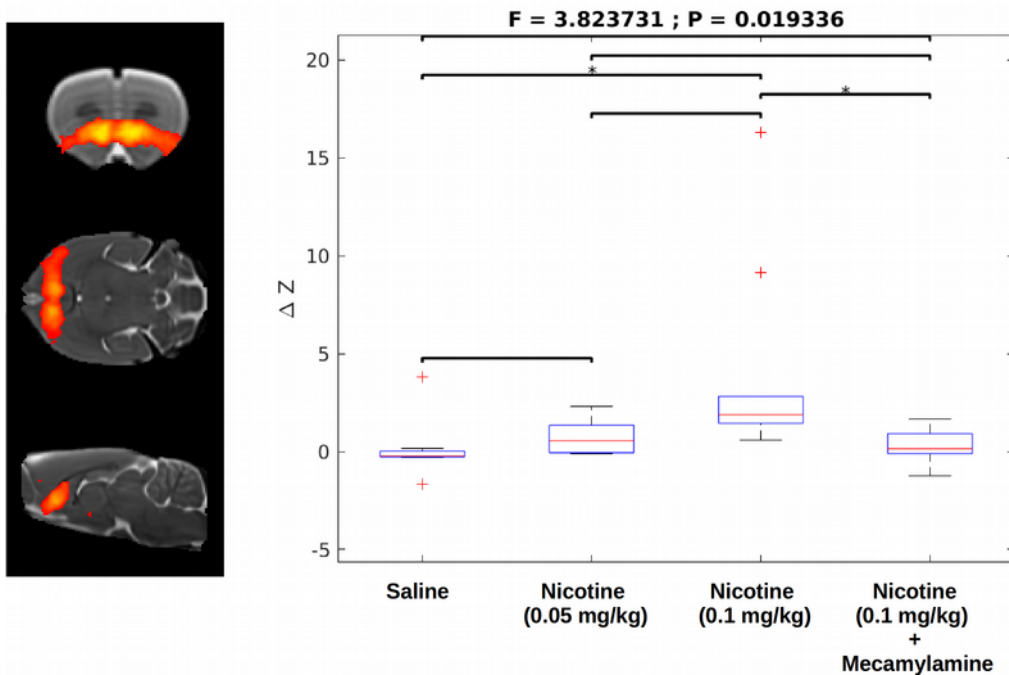 F = 3.823731 ; P = 0.019336
20
*
*
15
10
Δ Z
5
0
-5
Saline
Nicotine
(0.05 mg/kg)
Nicotine
(0.1 mg/kg)
Nicotine
(0.1 mg/kg)
+
Mecamylamine